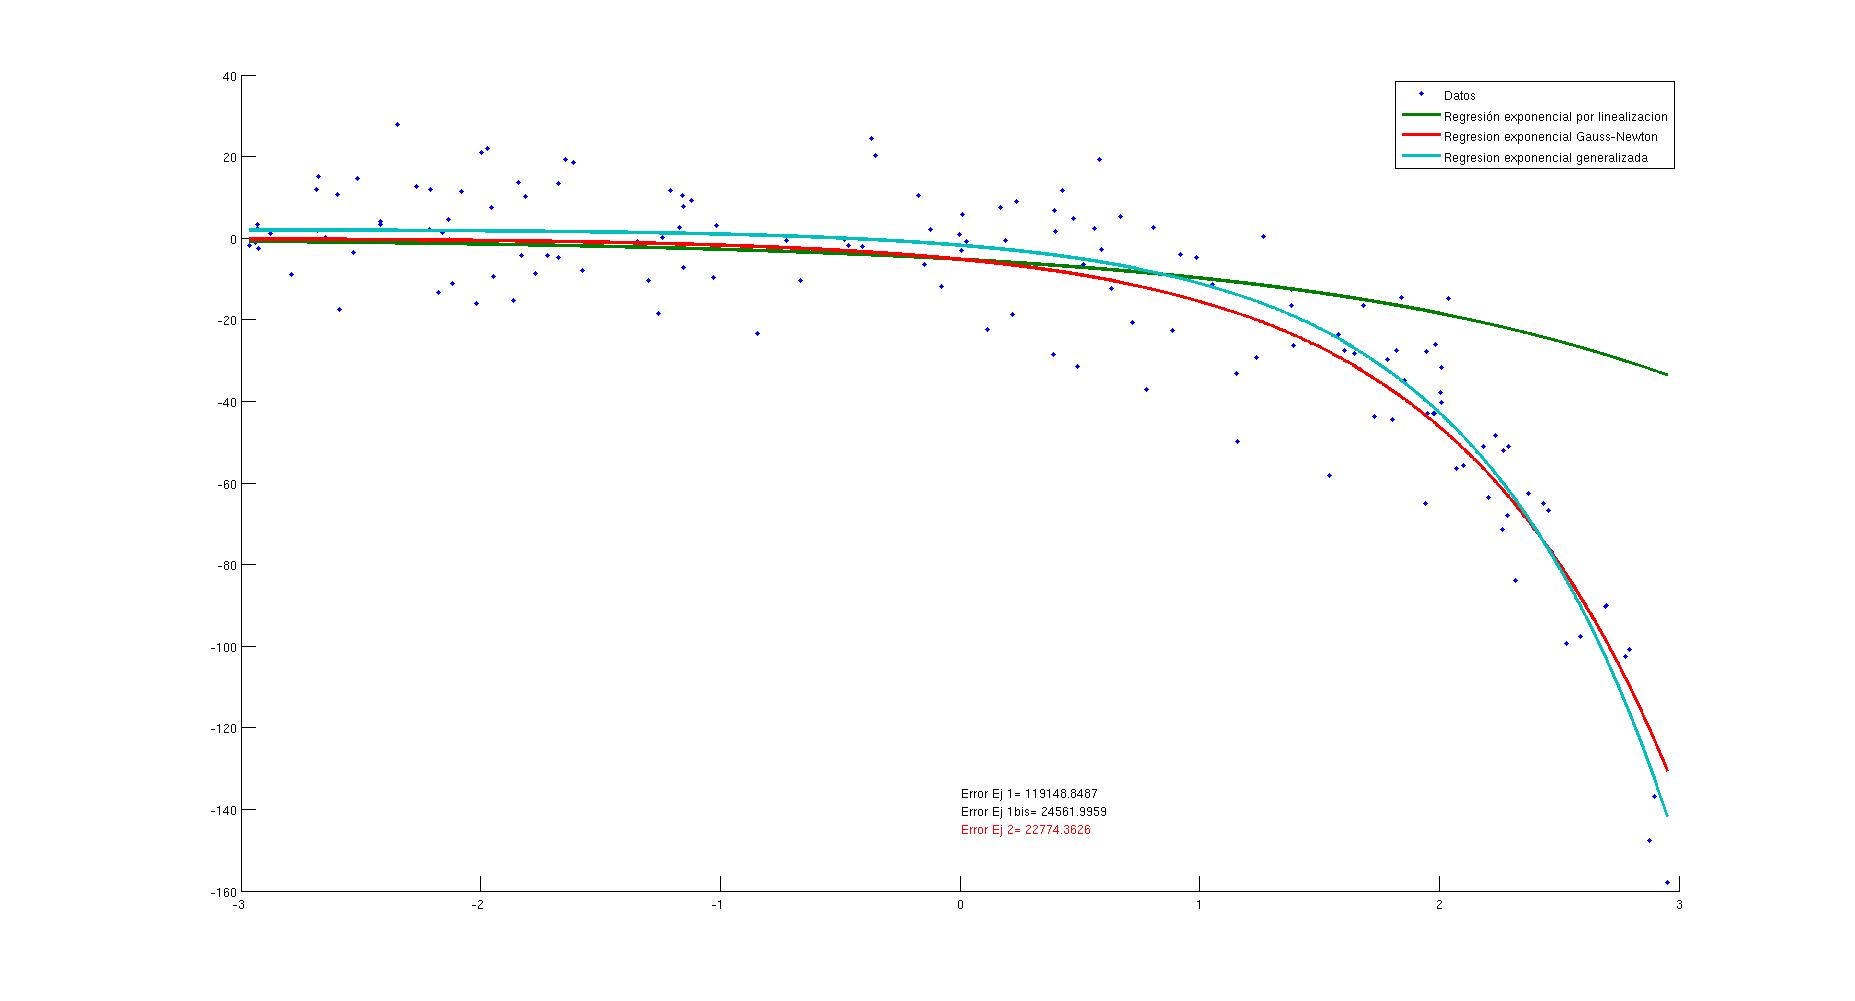 40
20
0
-20
-40
-60
-80
-100
-120
-140
-160
-3
-2
-1
0
1
2
3
Datos
Regresión exponencial por linealizacion
Regresion exponencial Gauss-Newton
Regresion exponencial generalizada
Error Ej 1= 119148.8487
Error Ej 1bis= 24561.9959
Error Ej 2= 22774.3626